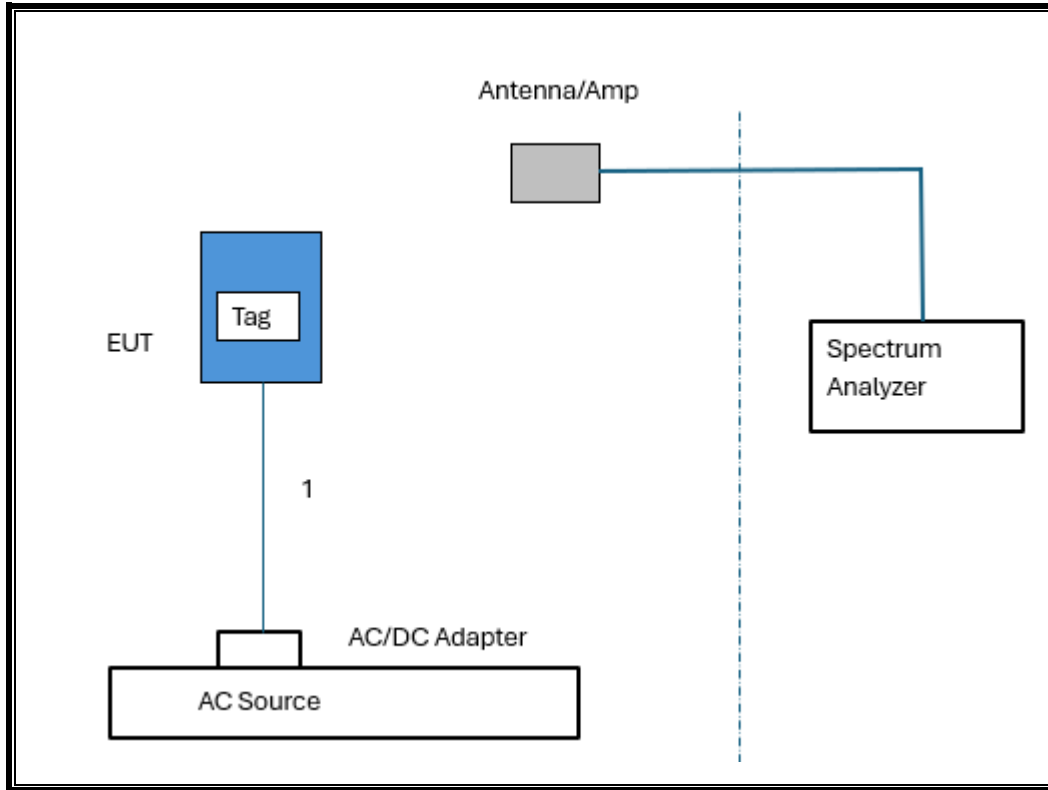 Antenna/Amp
Tag
EUT
Spectrum
Analyzer
1
AC/DC Adapter
AC Source